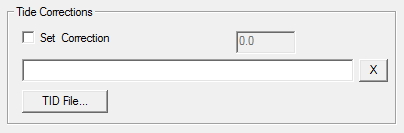 Tide Corrections
Set Correction
0.0
X
TID File...